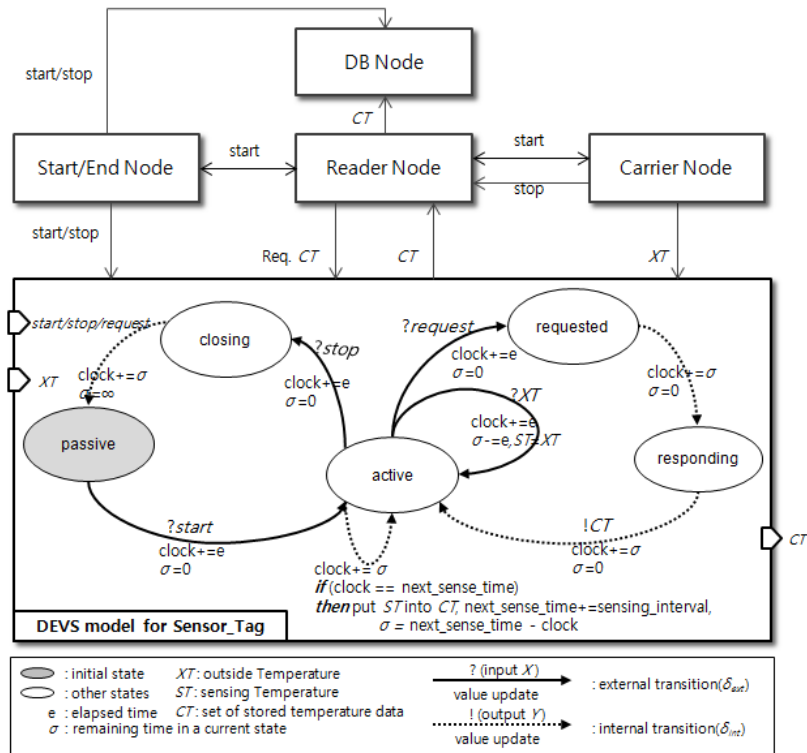 start/stop
DB Node
CT
Start/End Node
start
Reader Node
start
stop
Carrier Node
start/stop
Req. CT
CT
XT
start/stop/request
XT
closing
?stop
clock+=σ
σ=∞
clock+=e
σ=0
passive
?request
requested
clock+=e
σ=0
?XT
clock+=e
σ-=e,ST=XT
clock+=σ
σ=0
active
responding
?start
clock+=e
σ=0
!CT
clock+=σ
σ=0
CT
clock+= σ
if (clock == next_sense_time)
then put ST into CT, next_sense_time+=sensing_interval,
σ = next_sense_time - clock
DEVS model for Sensor_Tag
: initial state
XT : outside Temperature
: other states
ST : sensing Temperature
e : elapsed time
CT : set of stored temperature data
σ : remaining time in a current state
? (input X)
value update
: external transition(δext)
! (output Y)
value update
: internal transition(δint)